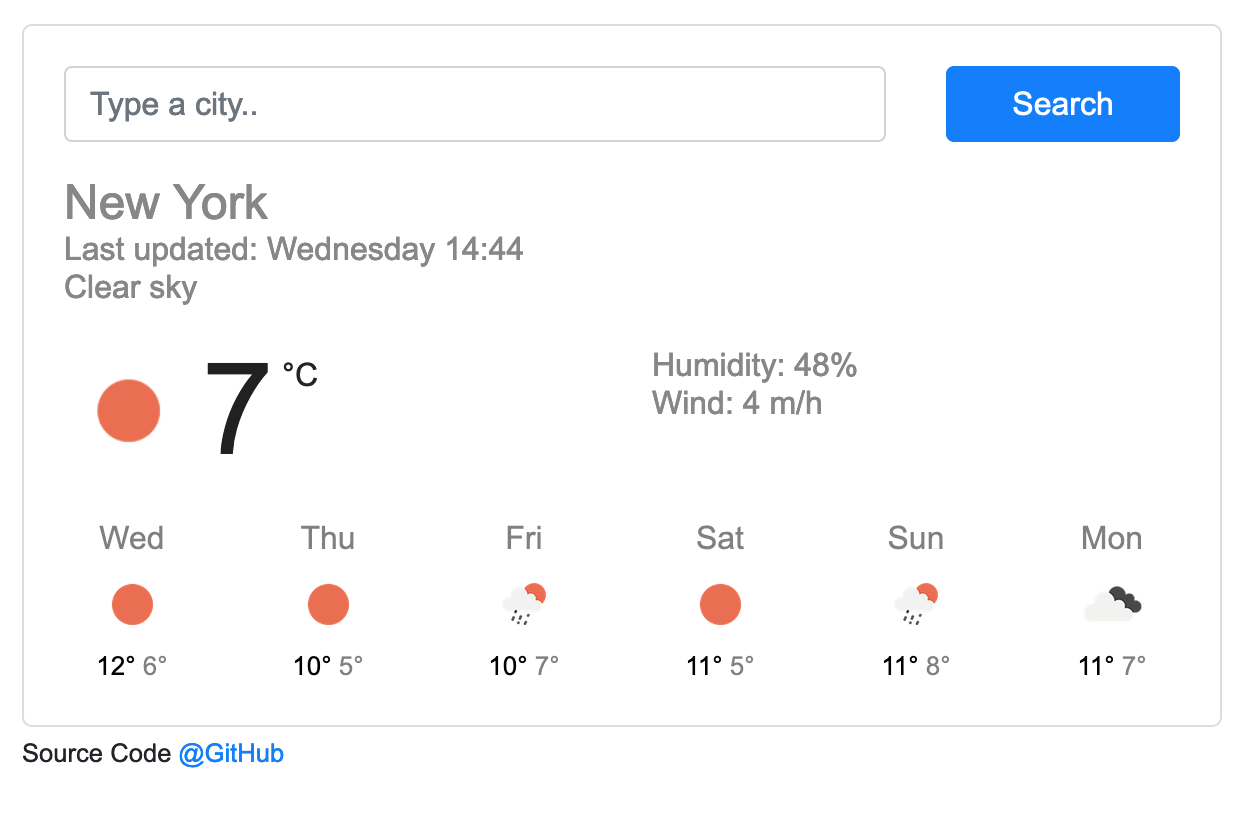 Type a city..
Search
New York
Last updated: Wednesday 14:44
Clear sky
7 °C
Humidity: 48%
Wind: 4 m/h
Wed Thu Fri Sat Sun Mon
12° 6° 10° 5° 10° 7° 11° 5° 11° 8° 11° 7°
Source Code @GitHub